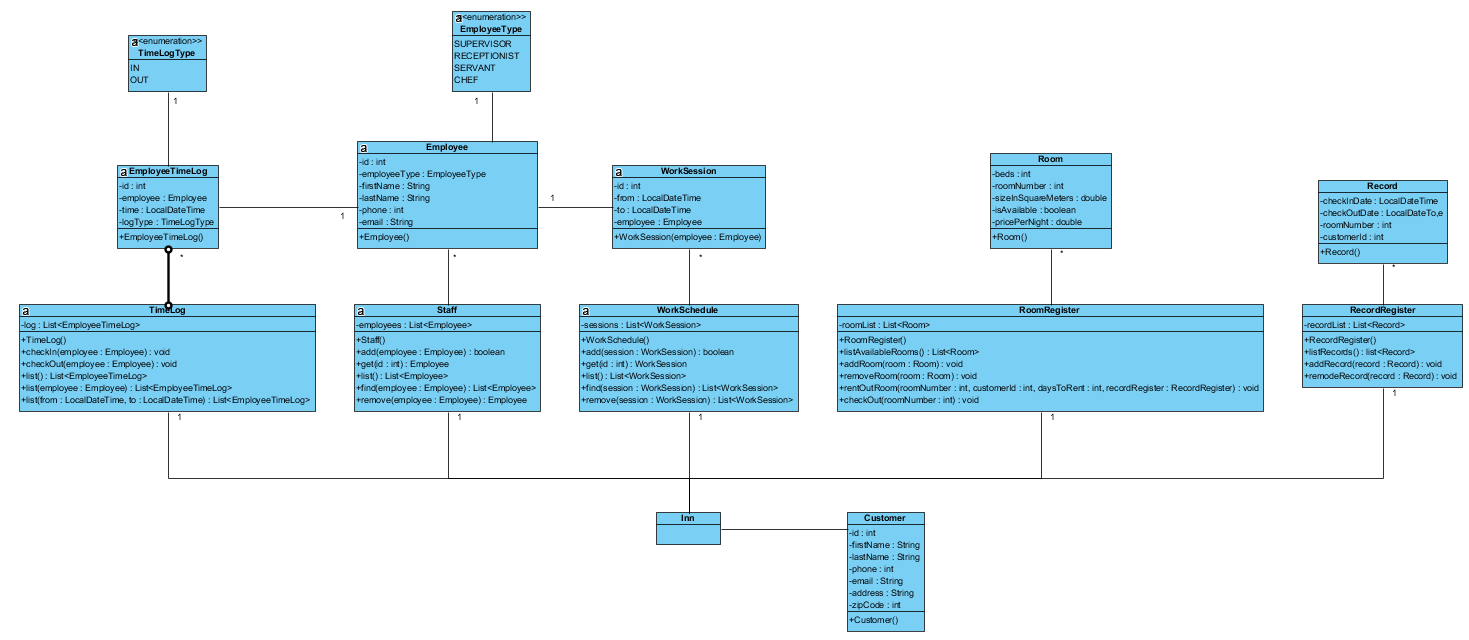 a
<<enumeration>>
TimeLogType
IN
OUT
1
a
<<enumeration>>
EmployeeType
SUPERVISOR
RECEPTIONIST
SERVANT
CHEF
1
a
EmployeeTimeLog
-id : int
-employee : Employee
-time : LocalDateTime
-logType : TimeLogType
+EmployeeTimeLog()
*
1
a
Employee
-id : int
-employeeType : EmployeeType
-firstName : String
-lastName : String
-phone : int
-email : String
+Employee()
*
1
a
WorkSession
-id : int
-from : LocalDateTime
-to : LocalDateTime
-employee : Employee
+WorkSession(employee : Employee)
*
Room
-beds : int
-roomNumber : int
-sizeInSquareMeters : double
-isAvailable : boolean
-pricePerNight : double
+Room()
*
Record
-checkInDate : LocalDateTime
-checkOutDate : LocalDateTo,e
-roomNumber : int
-customerId : int
+Record()
*
a
TimeLog
-log : List<EmployeeTimeLog>
+TimeLog()
+checkIn(employee : Employee) : void
+checkOut(employee : Employee) : void
+list() : List<EmployeeTimeLog>
+list(employee : Employee) : List<EmployeeTimeLog>
+list(from : LocalDateTime, to : LocalDateTime) : List<EmployeeTimeLog>
1
a
Staff
-employees : List<Employee>
+Staff()
+add(employee : Employee) : boolean
+get(id : int) : Employee
+list() : List<Employee>
+find(employee : Employee) : List<Employee>
+remove(employee : Employee) : Employee
1
a
WorkSchedule
-sessions : List<WorkSession>
+WorkSchedule()
+add(session : WorkSession) : boolean
+get(id : int) : WorkSession
+list() : List<WorkSession>
+find(session : WorkSession) : List<WorkSession>
+remove(session : WorkSession) : List<WorkSession>
1
RoomRegister
-roomList : List<Room>
+RoomRegister()
+listAvailableRooms() : List<Room>
+addRoom(room : Room) : void
+removeRoom(room : Room) : void
+rentOutRoom(roomNumber : int, customerId : int, daysToRent : int, recordRegister : RecordRegister) : void
+checkOut(roomNumber : int) : void
1
RecordRegister
-recordList : List<Record>
+RecordRegister()
+listRecords() : list<Record>
+addRecord(record : Record) : void
+remodeRecord(record : Record) : void
1
Inn
Customer
-id : int
-firstName : String
-lastName : String
-phone : int
-email : String
-address : String
-zipCode : int
+Customer()